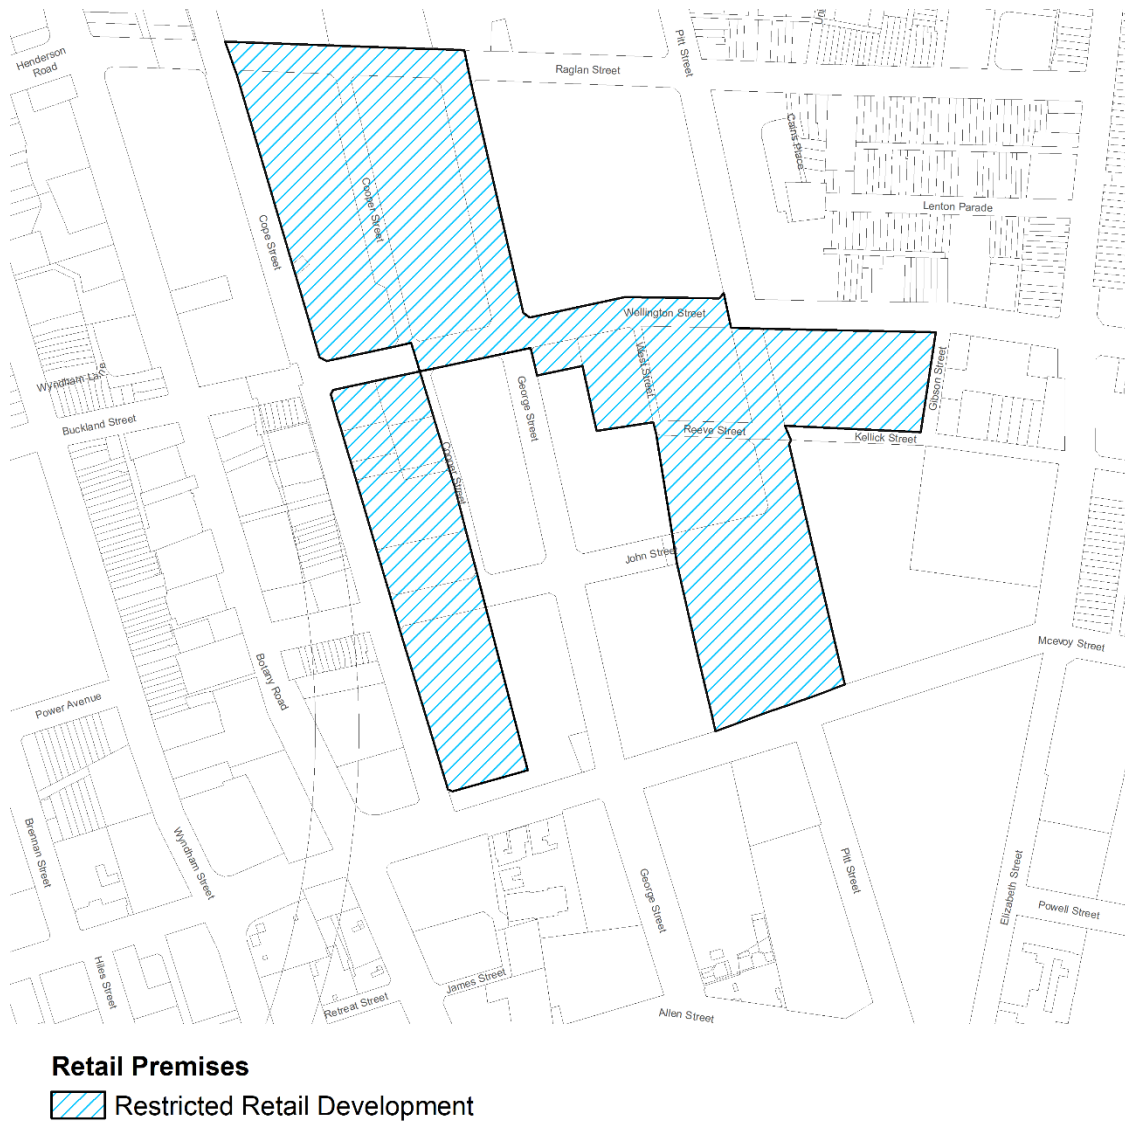 Henderson
Road
Pitt Street
Raglan Street
Cains Place
Cooper Street
Lenton Parade
Cope Street
Wellington Street
West Street
Gibson Street
Wyndham Lane
George Street
Buckland Street
Reeve Street
Kellick Street
Cooper Street
John Street
Mcevoy Street
Botany Road
Power Avenue
Brennan Street
Wyndham Street
Pitt Street
George Street
Elizabeth Street
Powell Street
Hiles Street
James Street
Retreat Street
Allen Street
Retail Premises
Restricted Retail Development